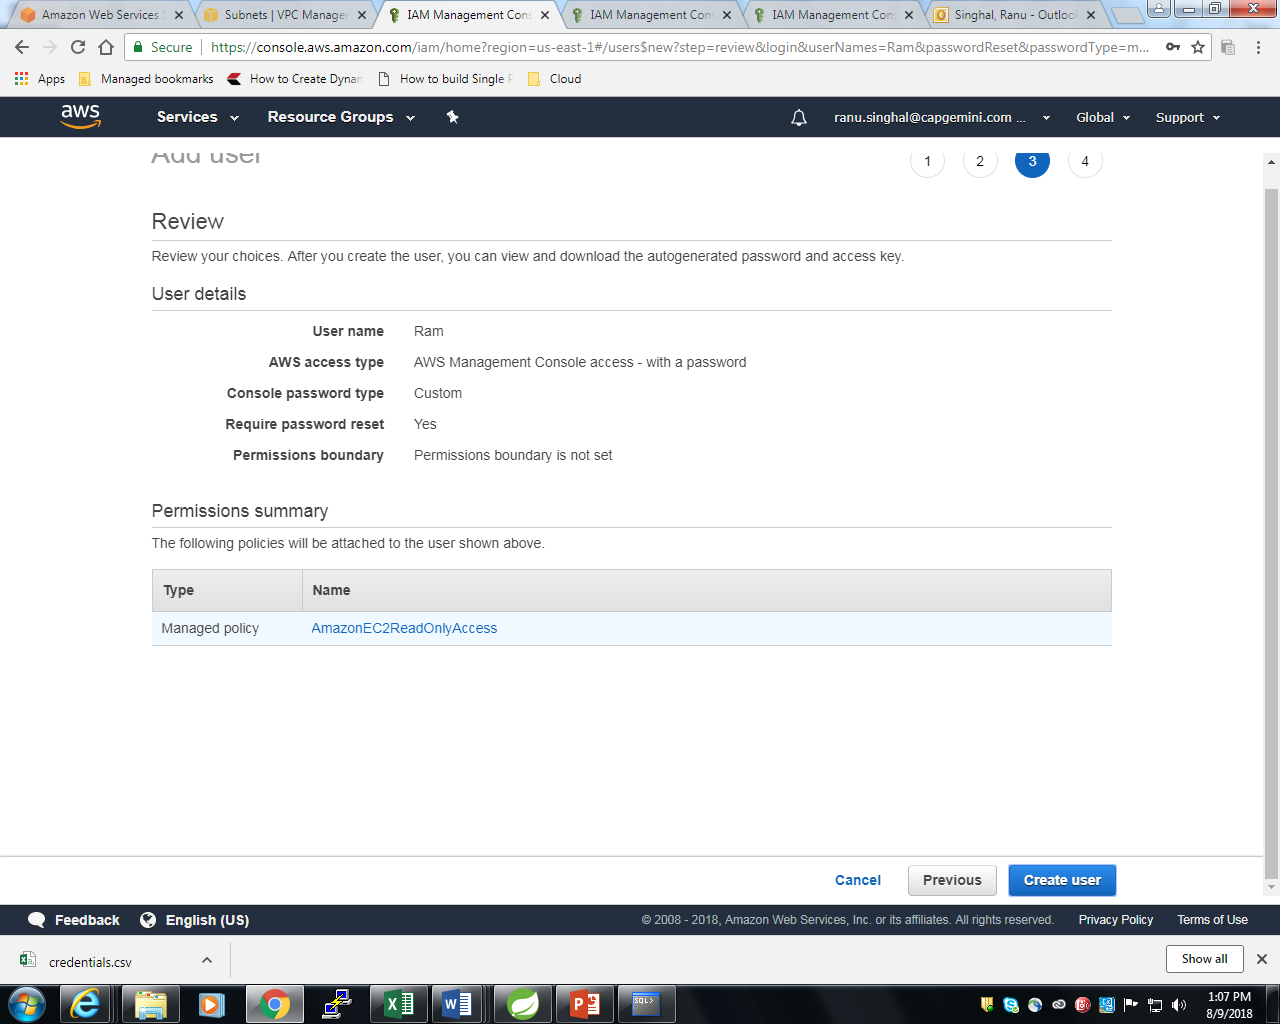 Amazon Web Services S
Subnets | VPC Manage
IAM Management Con
IAM Management Con
IAM Management Con
Singhal, Ranu - Outloo
Secure
https://console.aws.amazon.com/iam/home?region=us-east-1#/users$new?step=review&login&userNames=Ram&passwordReset&passwordType=m...
Apps
Managed bookmarks
How to Create Dynan
How to build Single P
Cloud
aws
Services
Resource Groups
ranu.singhal@capgemini.com ...
Global
Support
Add user
1
2
3
4
Review
Review your choices. After you create the user, you can view and download the autogenerated password and access key.
User details
User name Ram
AWS access type AWS Management Console access - with a password
Console password type Custom
Require password reset Yes
Permissions boundary Permissions boundary is not set
Permissions summary
The following policies will be attached to the user shown above.
Type Name
Managed policy AmazonEC2ReadOnlyAccess
Cancel
Previous
Create user
Feedback
English (US)
© 2008 - 2018, Amazon Web Services, Inc. or its affiliates. All rights reserved.
Privacy Policy
Terms of Use
credentials.csv
Show all
SQL>
1:07 PM
8/9/2018